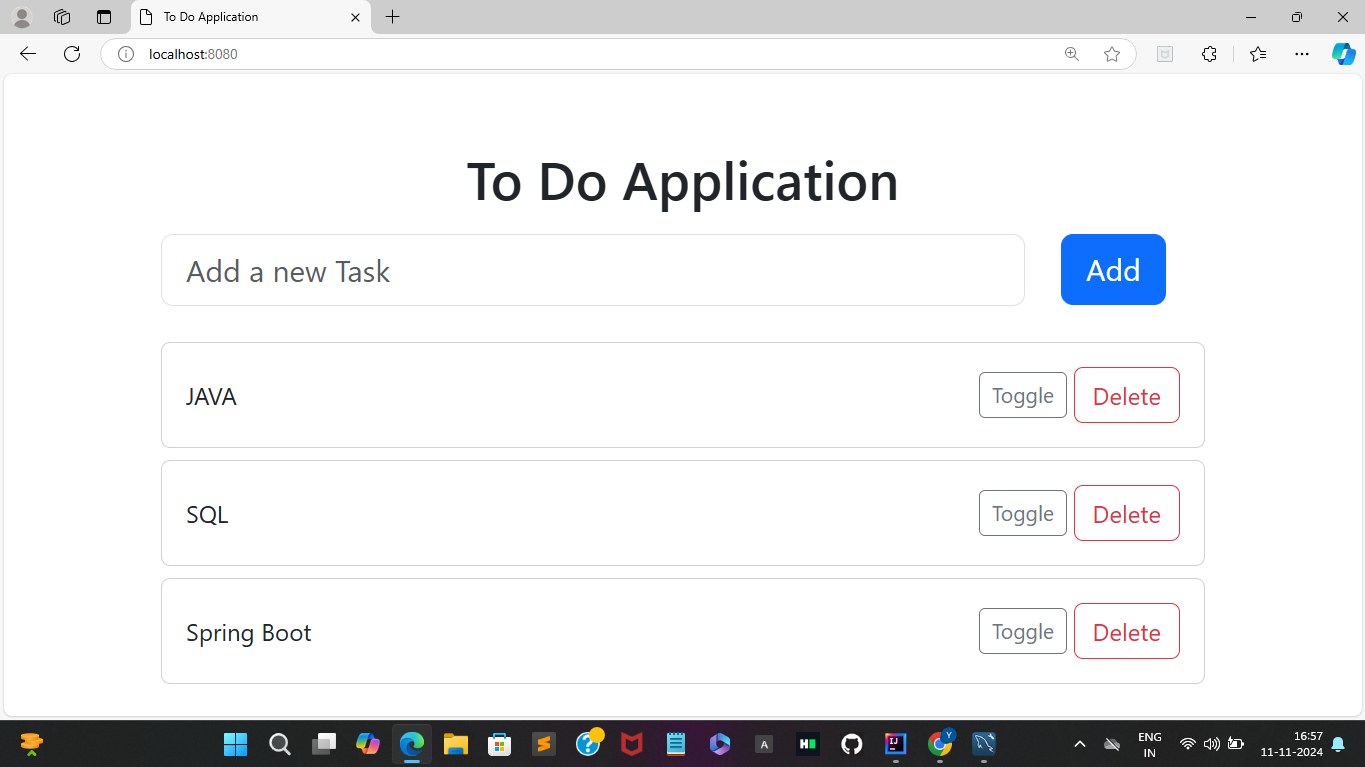 To Do Application
localhost:8080
To Do Application
Add a new Task
Add
JAVA
Toggle
Delete
SQL
Toggle
Delete
Spring Boot
Toggle
Delete
A
H
IJ
Y
ENG
IN
16:57
11-11-2024